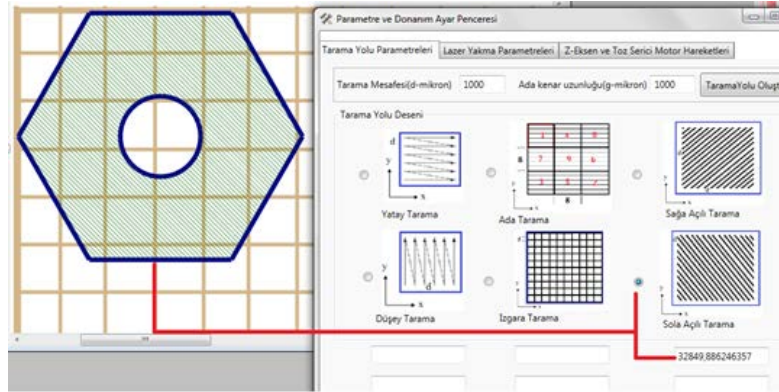 Parametre ve Donanım Ayar Penceresi
Tarama Yolu Parametreleri Lazer Yakma Parametreleri Z-Eksen ve Toz Serici Motor Hareketleri
Tarama Mesafesi(d-mikron) 1000 Ada kenar uzunluğu(g-mikron) 1000 TaramaYolu Oluşt
Tarama Yolu Deseni
d
y
x
Yatay Tarama
Ada Tarama
Sağa Açılı Tarama
y
d
x
Düşey Tarama
Izgara Tarama
Sola Açılı Tarama
32849,886246357